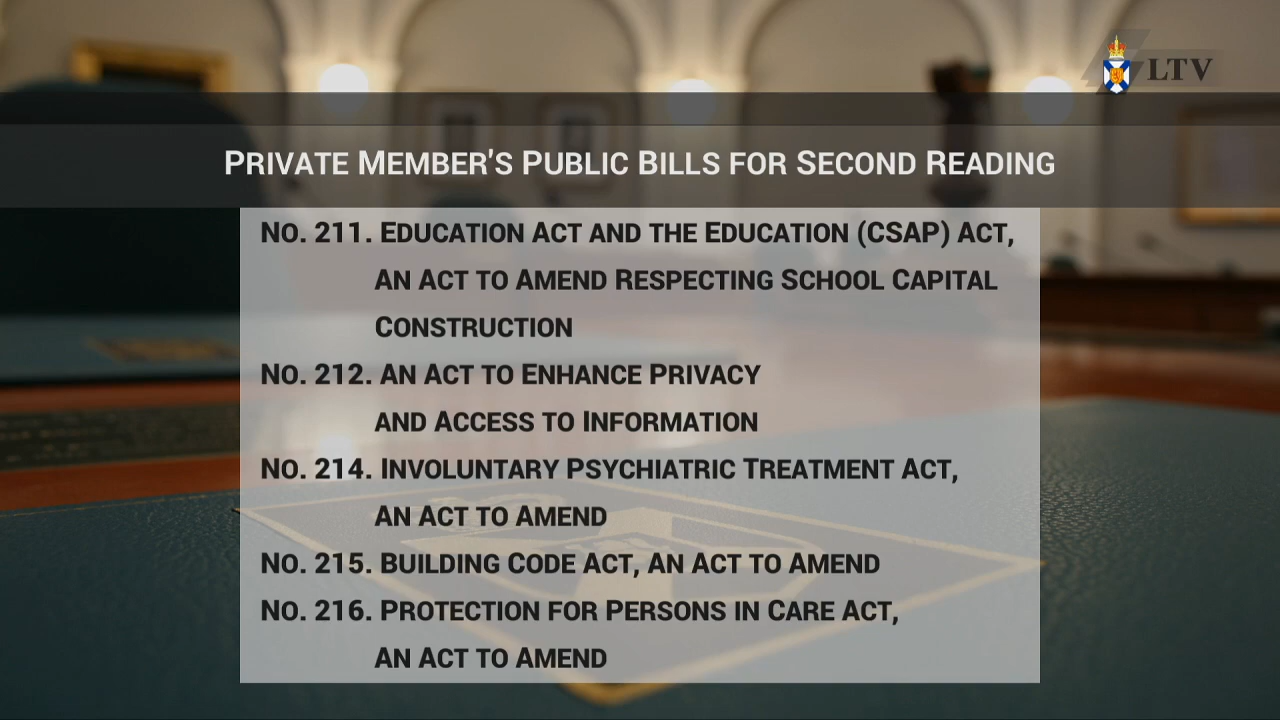 LTV
PRIVATE MEMBER'S PUBLIC BILLS FOR SECOND READING
NO. 211. EDUCATION ACT AND THE EDUCATION (CSAP) ACT,
AN ACT TO AMEND RESPECTING SCHOOL CAPITAL
CONSTRUCTION
NO. 212. AN ACT TO ENHANCE PRIVACY
AND ACCESS TO INFORMATION
NO. 214. INVOLUNTARY PSYCHIATRIC TREATMENT ACT,
AN ACT TO AMEND
NO. 215. BUILDING CODE ACT, AN ACT TO AMEND
NO. 216. PROTECTION FOR PERSONS IN CARE ACT,
AN ACT TO AMEND